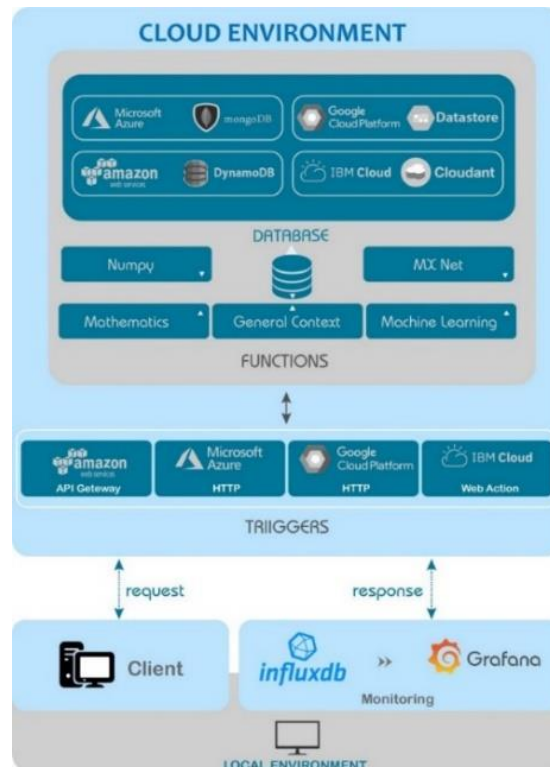 CLOUD ENVIRONMENT
Microsoft Azure
mongoDB
Google Cloud Platform
Datastore
amazon web services
DynamoDB
IBM Cloud
Cloudant
DATABASE
Numpy
MX Net
Mathematics
General Context
Machine Learning
FUNCTIONS
amazon web services
API Geteway
Microsoft Azure
HTTP
Google Cloud Platform
HTTP
IBM Cloud
Web Action
TRIIGGERS
request
response
Client
influxdb
»
Grafana
Monitoring
LOCAL ENVIRONMENT